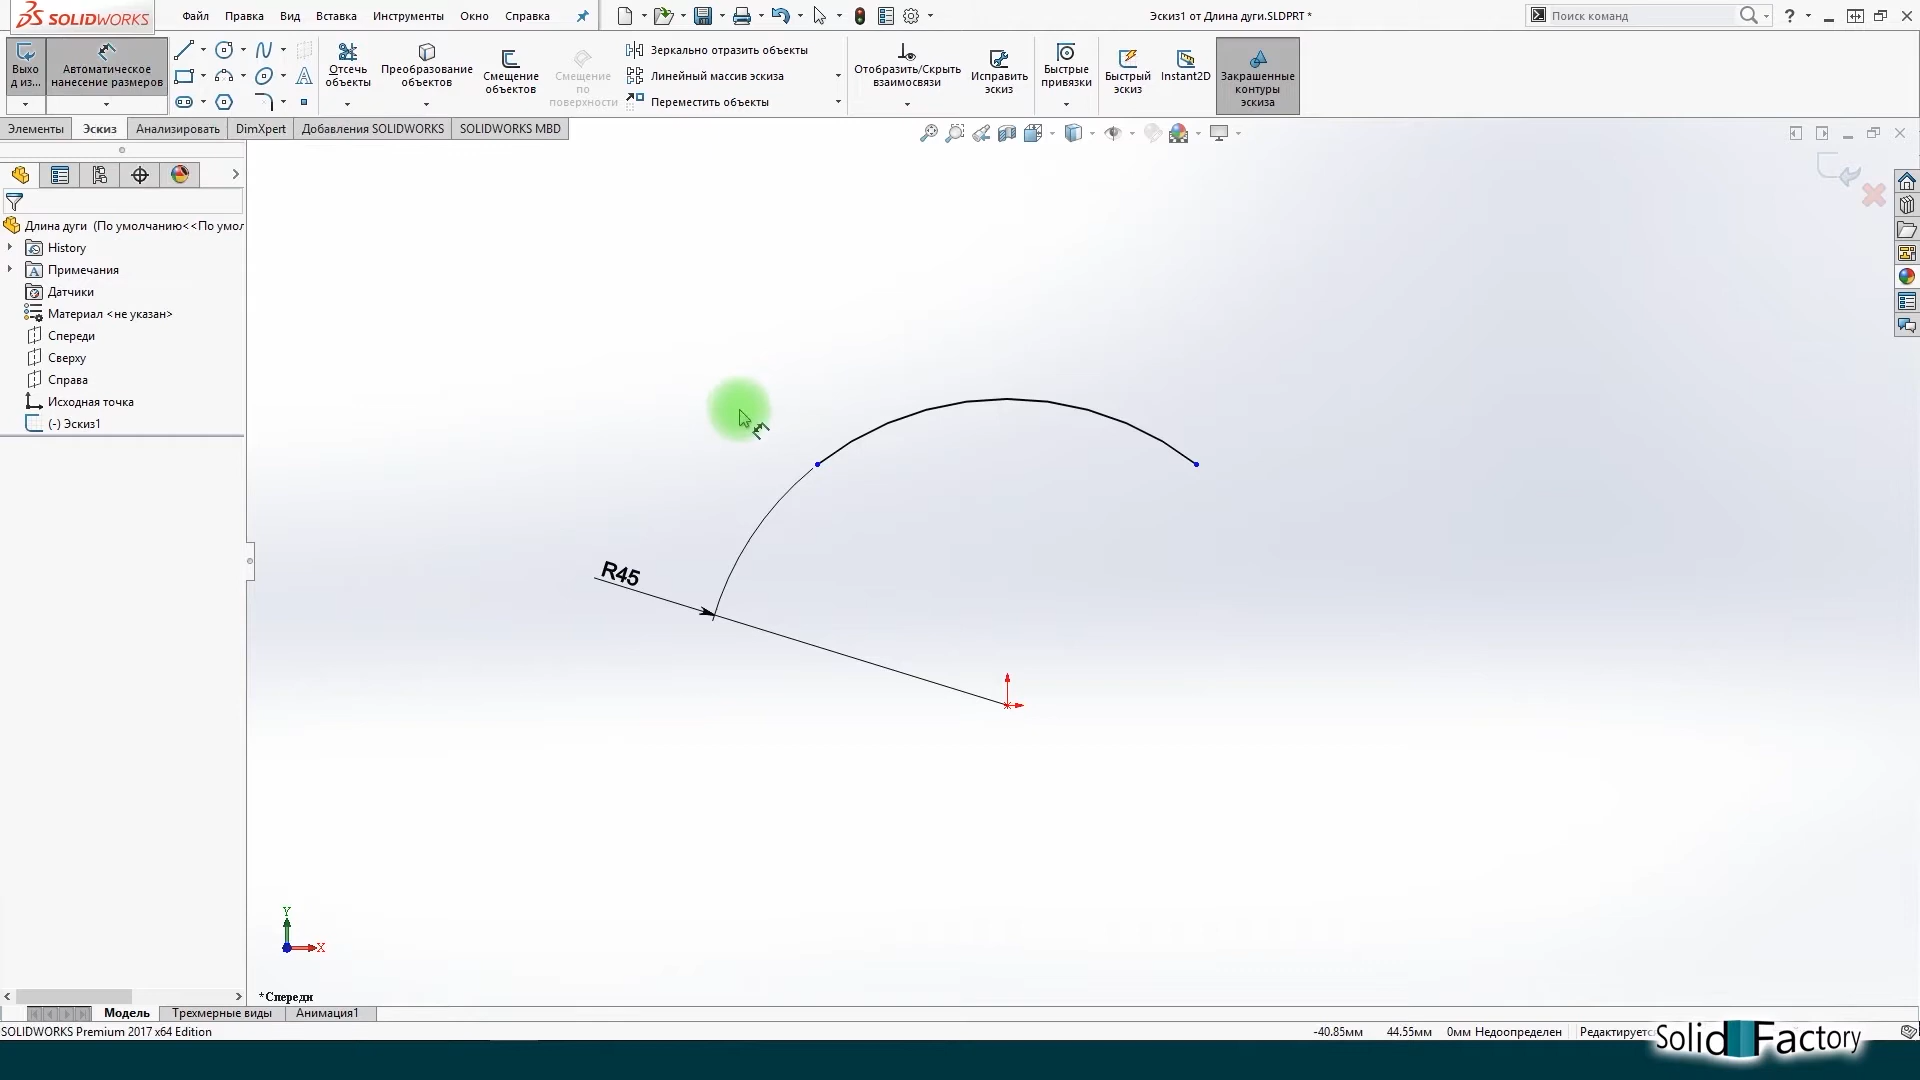 SOLIDWORKS
Файл Правка Вид Вставка Инструменты Окно Справка
Эскиз1 от Длина дуги.SLDPRT *
Поиск команд
Выхо
д из...
Автоматическое
нанесение размеров
Отсечь
объекты
Преобразование
объектов
Смещение
объектов
Смещение
по
поверхности
Зеркально отразить объекты
Линейный массив эскиза
Переместить объекты
Отобразить/Скрыть
взаимосвязи
Исправить
эскиз
Быстрые
привязки
Быстрый
эскиз
Instant2D
Закрашенные
контуры
эскиза
Элементы Эскиз Анализировать DimXpert Добавления SOLIDWORKS SOLIDWORKS MBD
Длина дуги (По умолчанию<<По умол
History
Примечания
Датчики
Материал <не указан>
Спереди
Сверху
Справа
Исходная точка
(-) Эскиз1
R45
Y
X
*Спереди
Модель Трехмерные виды Анимация1
SOLIDWORKS Premium 2017 x64 Edition
-40.85мм 44.55мм 0мм Недоопределен Редактируетс
Solid Factory